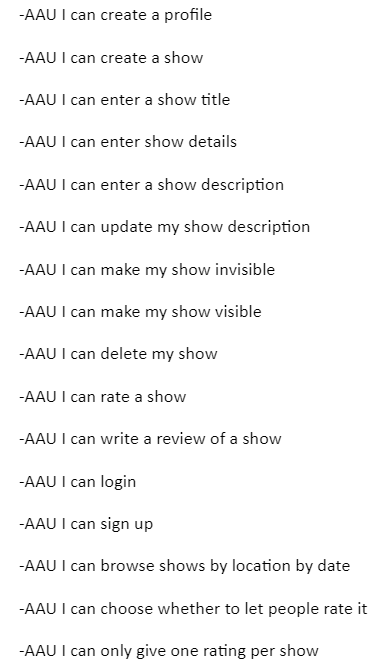 -AAU I can create a profile
-AAU I can create a show
-AAU I can enter a show title
-AAU I can enter show details
-AAU I can enter a show description
-AAU I can update my show description
-AAU I can make my show invisible
-AAU I can make my show visible
-AAU I can delete my show
-AAU I can rate a show
-AAU I can write a review of a show
-AAU I can login
-AAU I can sign up
-AAU I can browse shows by location by date
-AAU I can choose whether to let people rate it
-AAU I can only give one rating per show